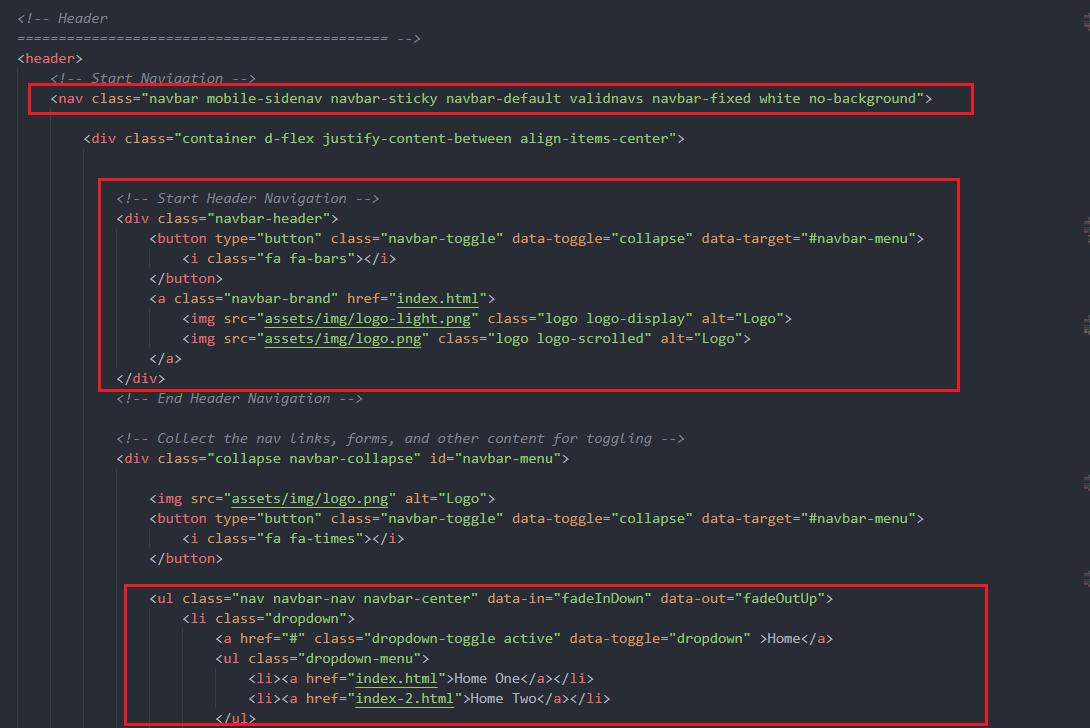 <!-- Header
============================================= -->
<header>
<!-- Start Navigation -->
<nav class="navbar mobile-sidenav navbar-sticky navbar-default validnavs navbar-fixed white no-background">
<div class="container d-flex justify-content-between align-items-center">
<!-- Start Header Navigation -->
<div class="navbar-header">
<button type="button" class="navbar-toggle" data-toggle="collapse" data-target="#navbar-menu">
<i class="fa fa-bars"></i>
</button>
<a class="navbar-brand" href="index.html">
<img src="assets/img/logo-light.png" class="logo logo-display" alt="Logo">
<img src="assets/img/logo.png" class="logo logo-scrolled" alt="Logo">
</a>
</div>
<!-- End Header Navigation -->
<!-- Collect the nav links, forms, and other content for toggling -->
<div class="collapse navbar-collapse" id="navbar-menu">
<img src="assets/img/logo.png" alt="Logo">
<button type="button" class="navbar-toggle" data-toggle="collapse" data-target="#navbar-menu">
<i class="fa fa-times"></i>
</button>
<ul class="nav navbar-nav navbar-center" data-in="fadeInDown" data-out="fadeOutUp">
<li class="dropdown">
<a href="#" class="dropdown-toggle active" data-toggle="dropdown" >Home</a>
<ul class="dropdown-menu">
<li><a href="index.html">Home One</a></li>
<li><a href="index-2.html">Home Two</a></li>
</ul>